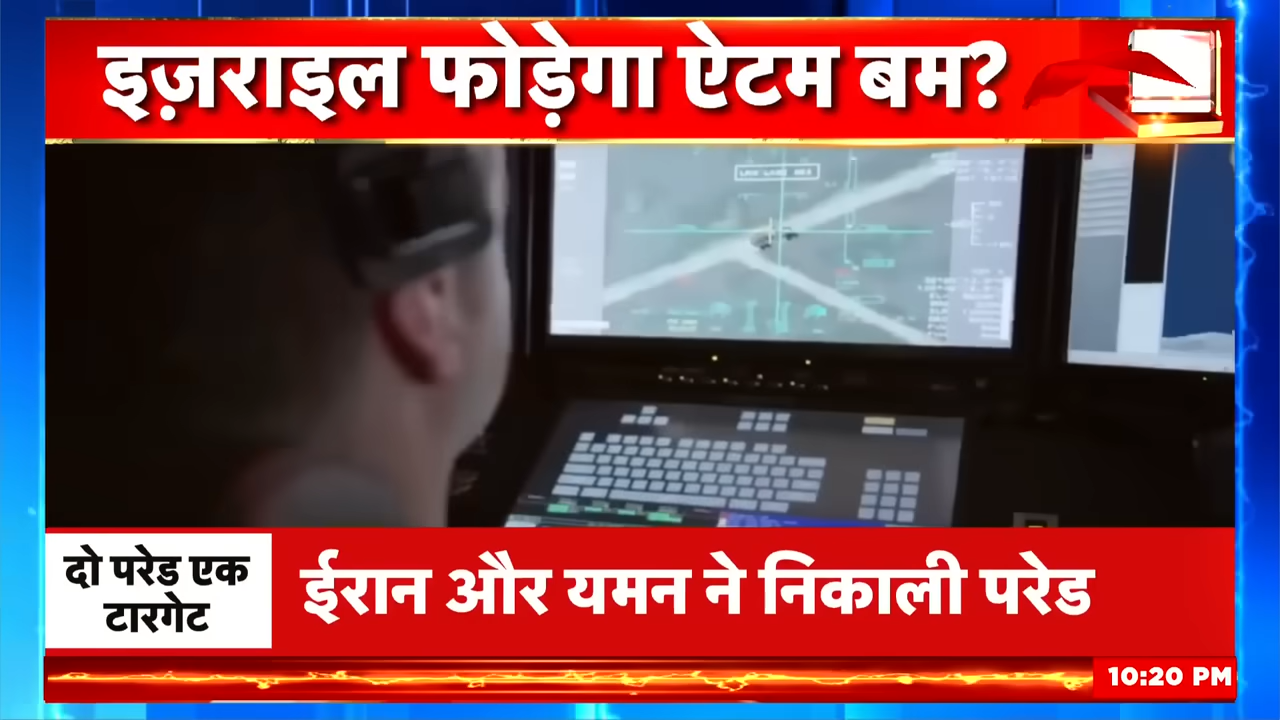 इज़राइल फोड़ेगा ऐटम बम?
दो परेड एक
टारगेट
ईरान और यमन ने निकाली परेड
10:20 PM